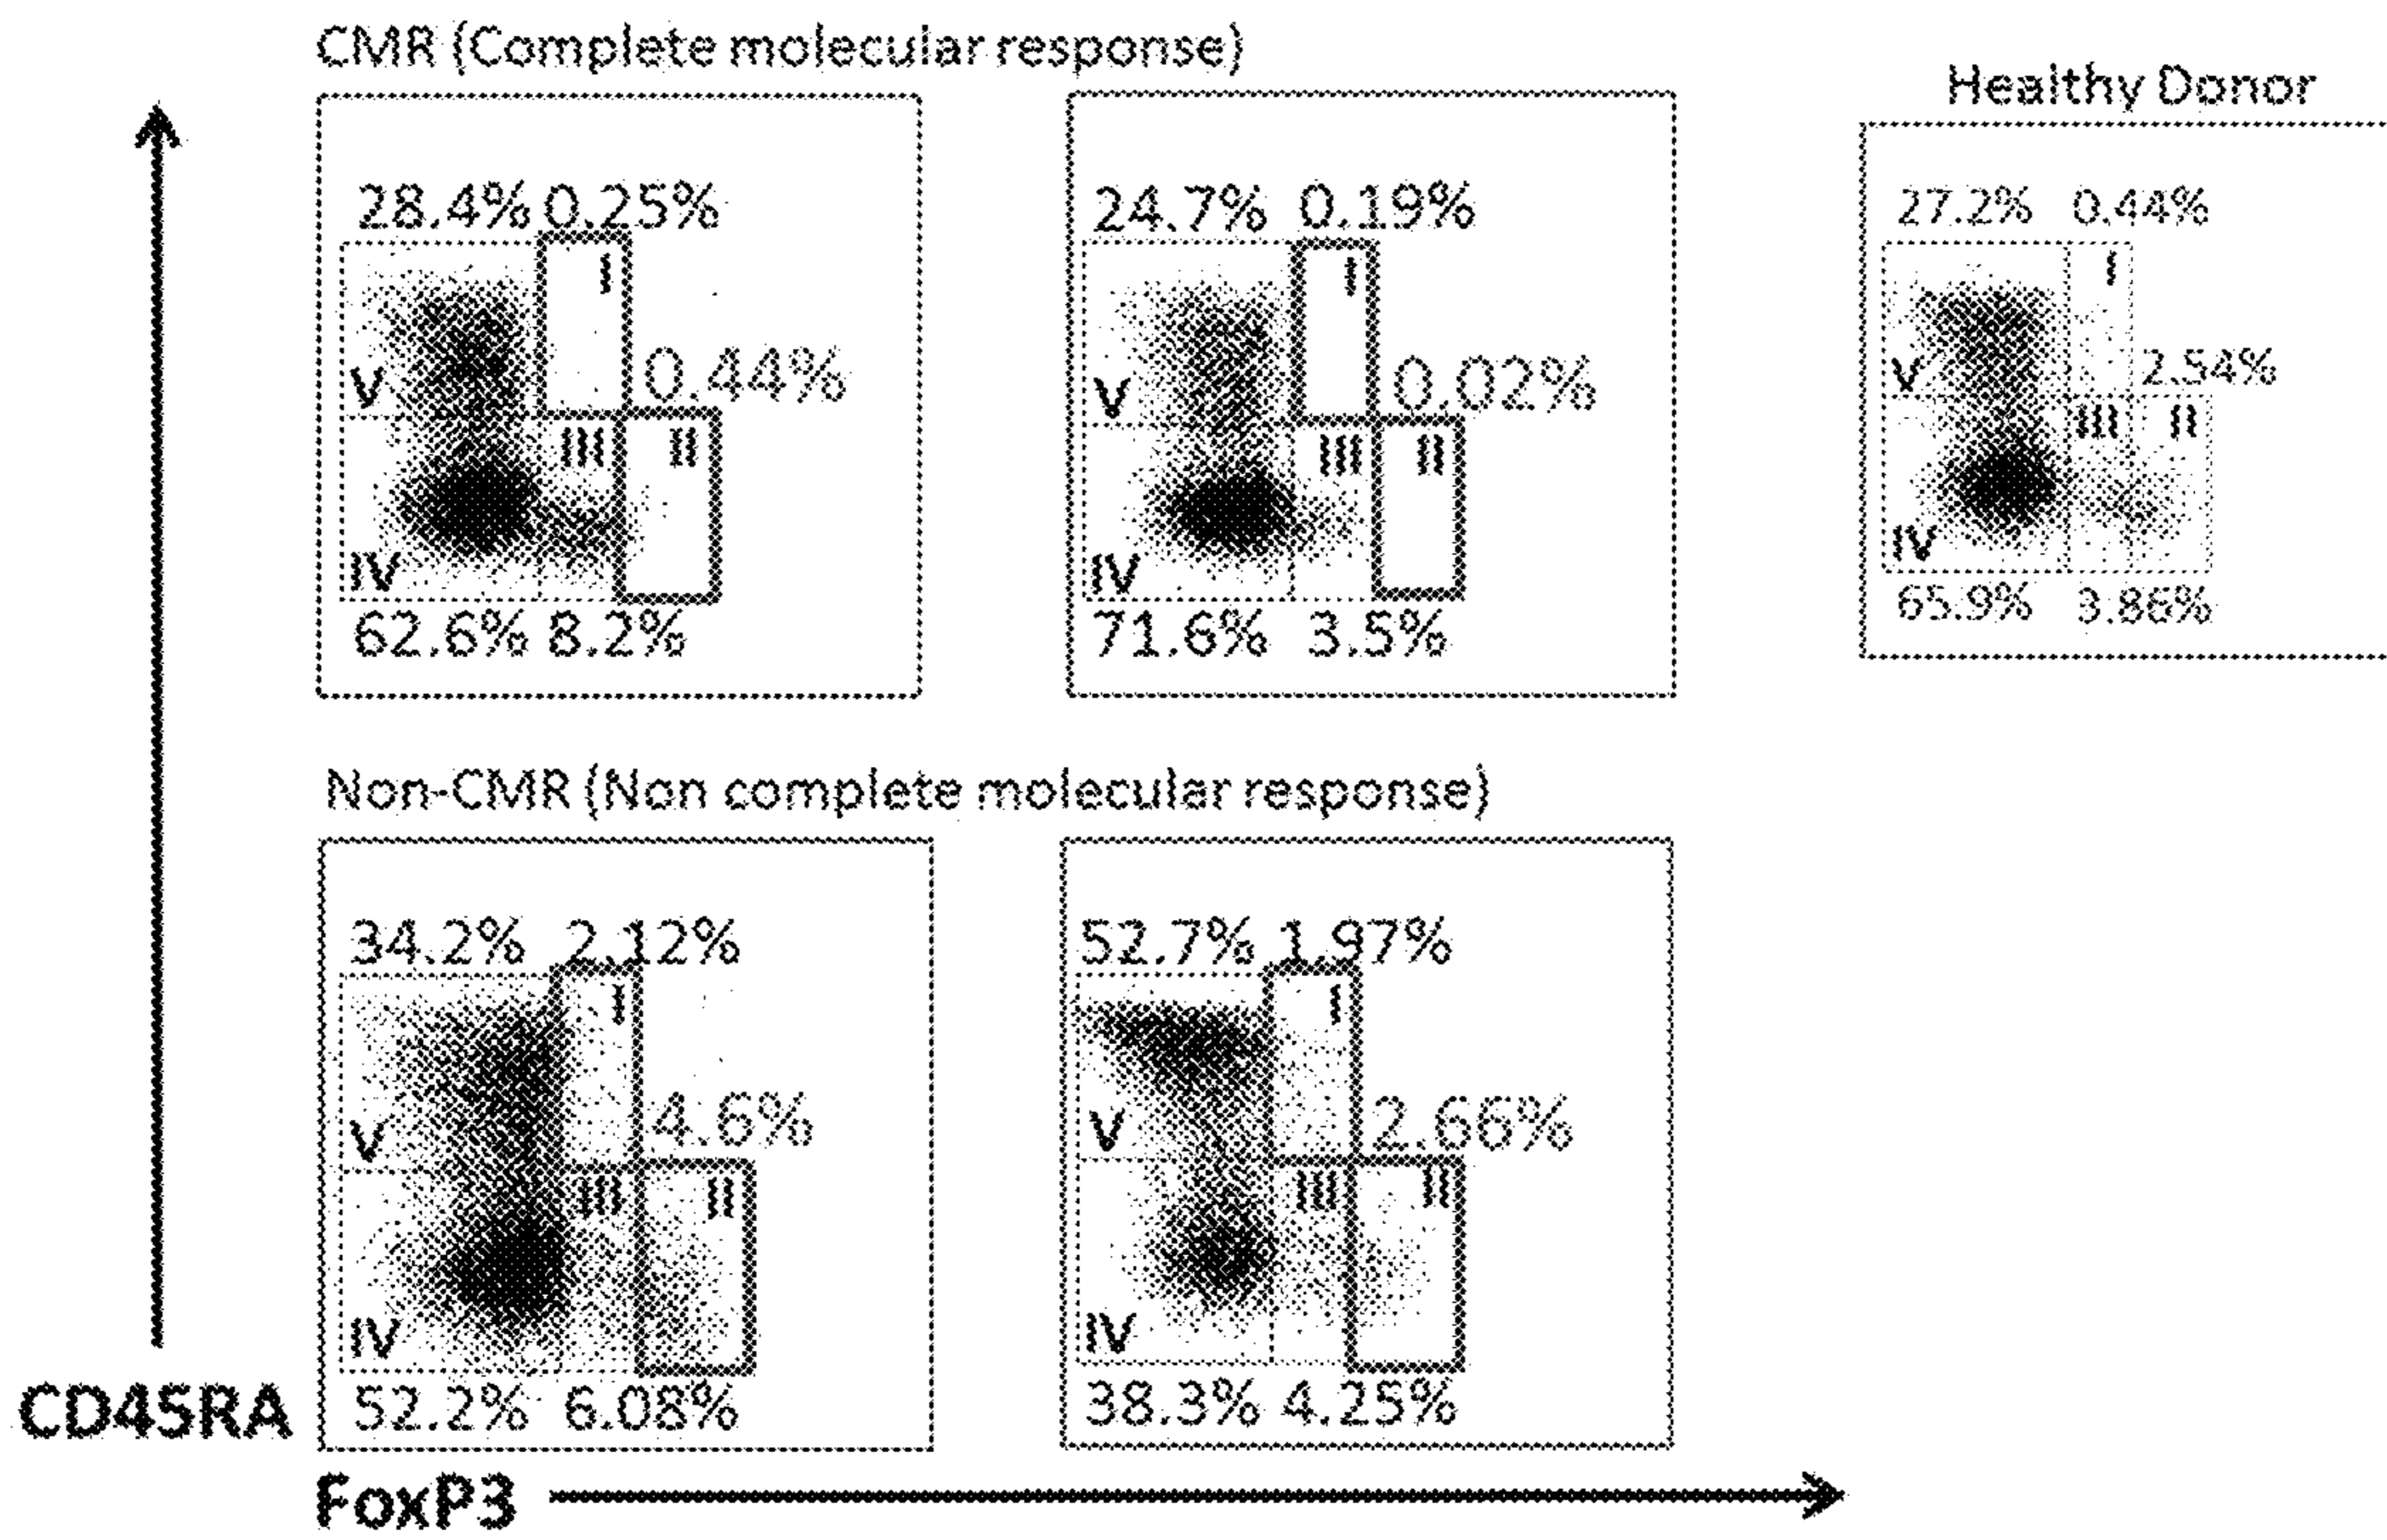 CMR (Complete molecular response)
28.4% 0.25%
I
V
0.44%
III II
IV
62.6% 8.2%
24.7% 0.19%
I
V
0.02%
III II
IV
71.6% 3.5%
Healthy Donor
27.2% 0.44%
I
V
2.54%
III II
IV
65.9% 3.86%
Non-CMR (Non complete molecular response)
34.2% 2.12%
I
V
4.6%
III II
IV
52.2% 6.08%
52.7% 1.97%
I
V
2.66%
III II
IV
38.3% 4.25%
CD45RA
FoxP3